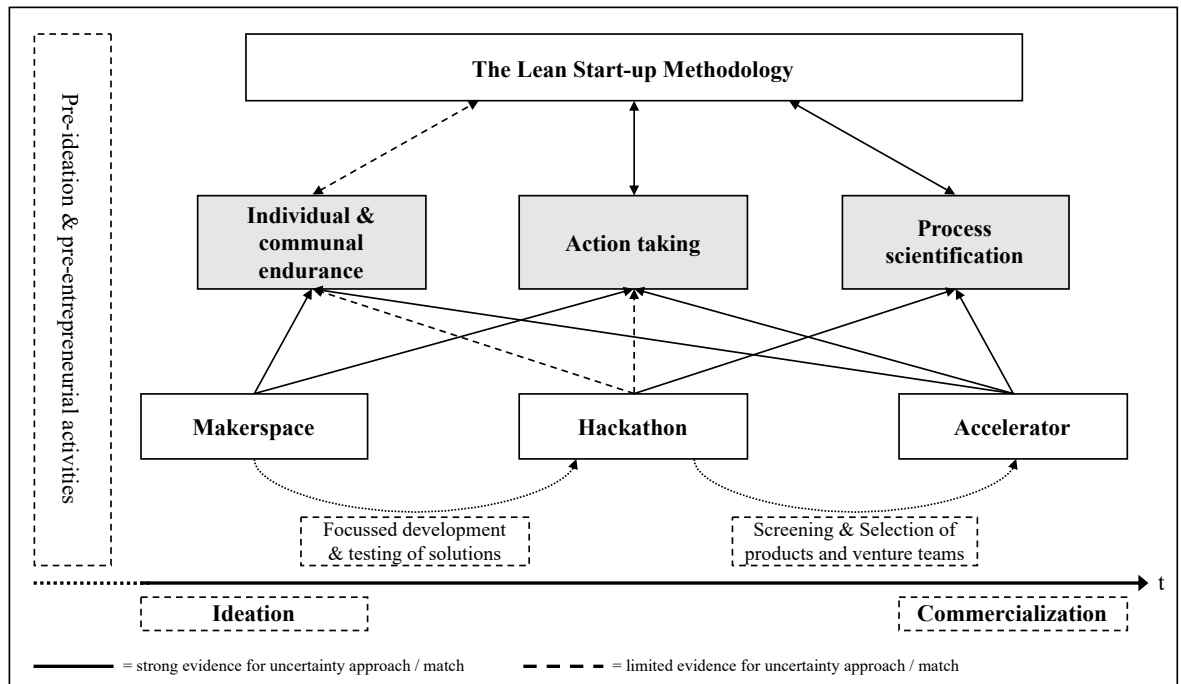 Pre-ideation & pre-entrepreneurial activities
The Lean Start-up Methodology
Individual &
communal
endurance
Action taking
Process
scientification
Makerspace
Hackathon
Accelerator
Focussed development
& testing of solutions
Screening & Selection of
products and venture teams
t
Ideation
Commercialization
= strong evidence for uncertainty approach / match
= limited evidence for uncertainty approach / match